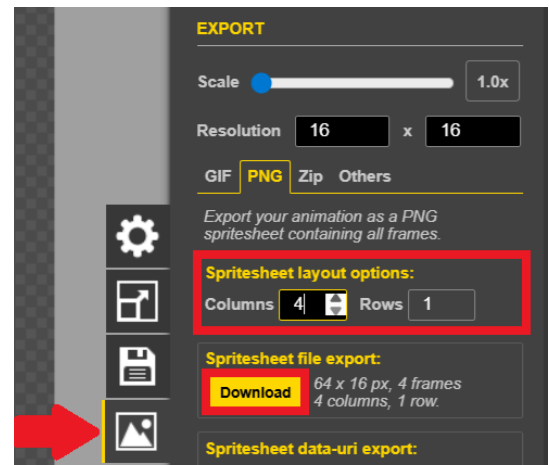 EXPORT
Scale 1.0x
Resolution 16 x 16
GIF PNG Zip Others
Export your animation as a PNG
spritesheet containing all frames.
Spritesheet layout options:
Columns 4 Rows 1
Spritesheet file export:
Download 64 x 16 px, 4 frames
4 columns, 1 row.
Spritesheet data-uri export: